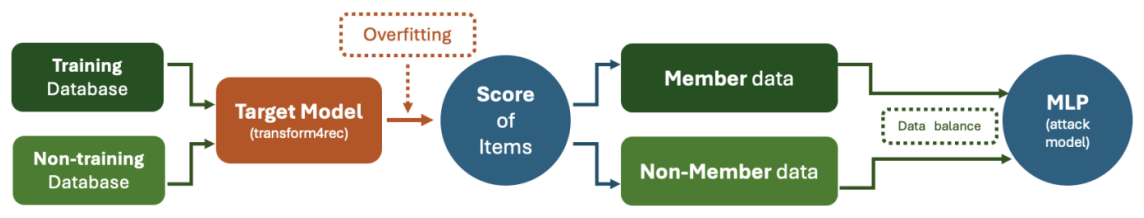 Overfitting
Training
Database
Target Model
(transform4rec)
Non-training
Database
Score
of
Items
Member data
Non-Member data
Data balance
MLP
(attack
model)